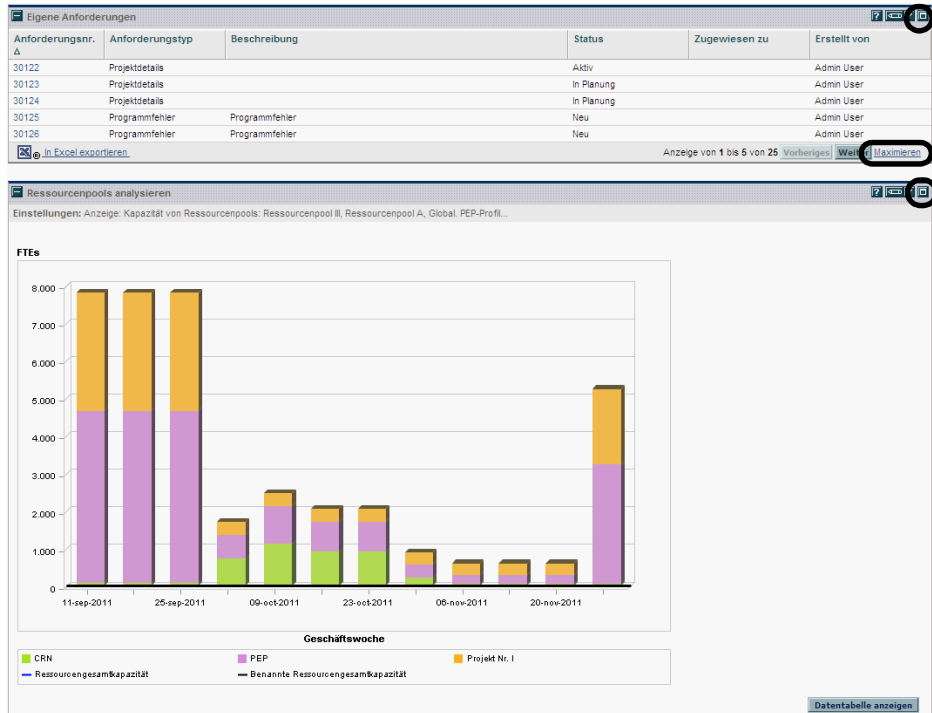 Eigene Anforderungen
Anforderungsnr. Anforderungstyp Beschreibung Status Zugewiesen zu Erstellt von
30122 Projektdetails Aktiv Admin User
30123 Projektdetails In Planung Admin User
30124 Projektdetails In Planung Admin User
30125 Programmfehler Programmfehler Neu Admin User
30126 Programmfehler Programmfehler Neu Admin User
In Excel exportieren Anzeige von 1 bis 5 von 25 Vorheriges Weiter Maximieren
Ressourcenpools analysieren
Einstellungen: Anzeige: Kapazität von Ressourcenpools: Ressourcenpool III, Ressourcenpool A, Global. PEP-Profil...
FTEs
8.000
7.000
6.000
5.000
4.000
3.000
2.000
1.000
0
11-sep-2011 25-sep-2011 09-oct-2011 23-oct-2011 06-nov-2011 20-nov-2011
Geschäftswoche
CRN PEP Projekt Nr. I
Ressourcengesamtkapazität Benannte Ressourcengesamtkapazität
Datentabelle anzeigen